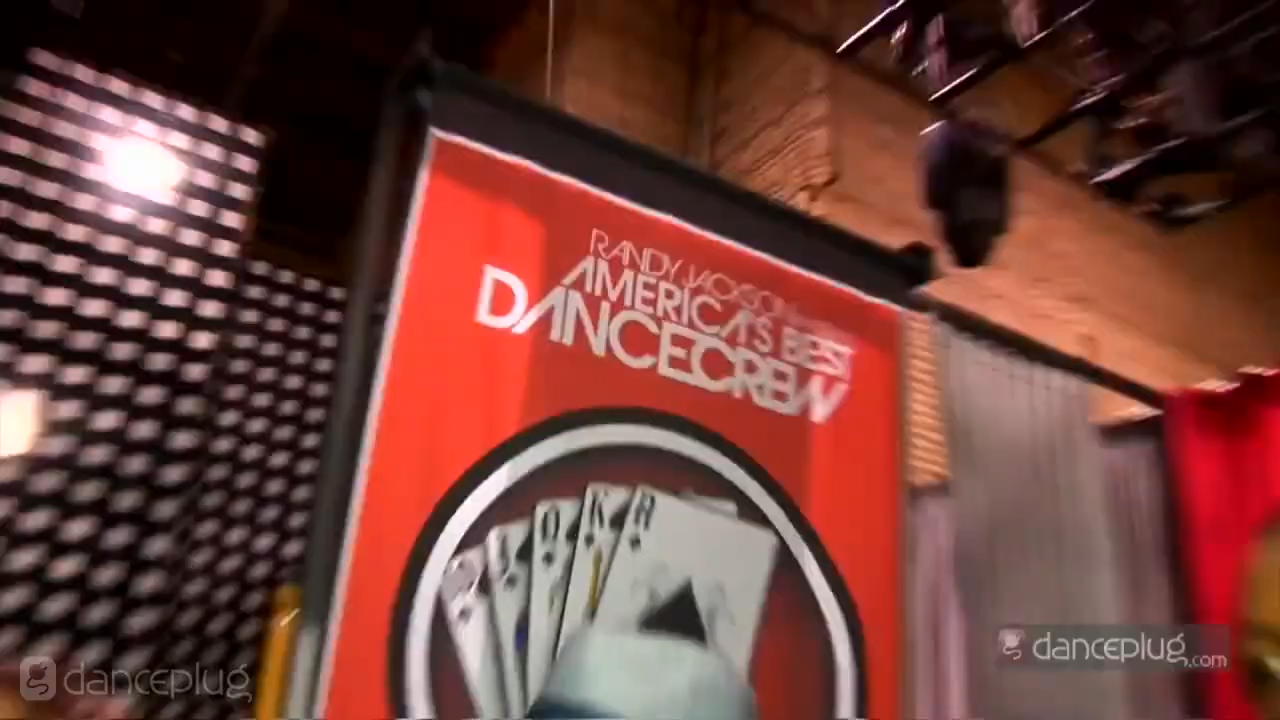 RANDY JACKSON
AMERICA'S BEST
DANCECREW
Q
K
A
danceplug
danceplug.com